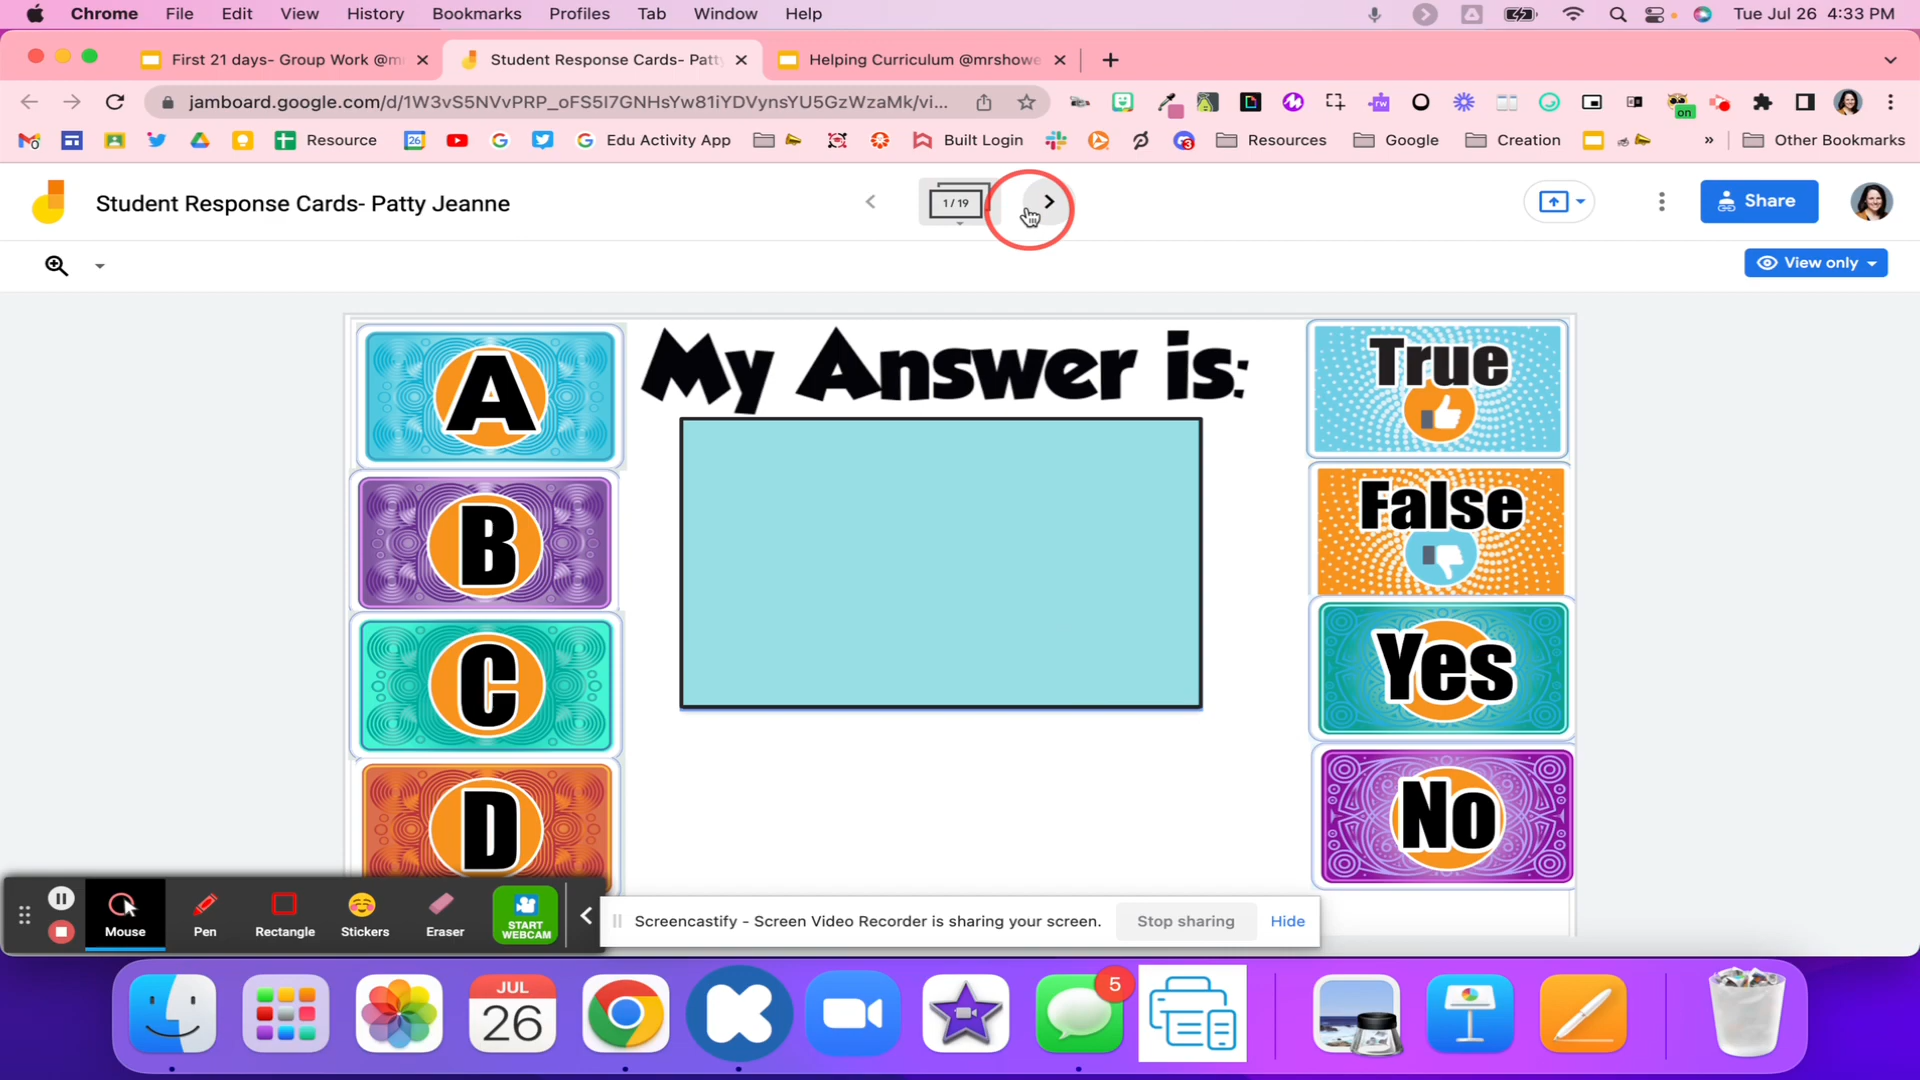 Chrome File Edit View History Bookmarks Profiles Tab Window Help Tue Jul 26 4:33 PM
First 21 days- Group Work @m Student Response Cards- Patty Helping Curriculum @mrshowe
jamboard.google.com/d/1W3vS5NVvPRP_oFS5I7GNHsYw81iYDVynsYU5GzWzaMk/vi... on
Resource 26 Edu Activity App Built Login 3 Resources Google Creation » Other Bookmarks
Student Response Cards- Patty Jeanne 1 / 19 Share
View only
My Answer is:
A
B
C
D
True
False
Yes
No
Mouse Pen Rectangle Stickers Eraser START WEBCAM
Screencastify - Screen Video Recorder is sharing your screen. Stop sharing Hide
JUL
26
5